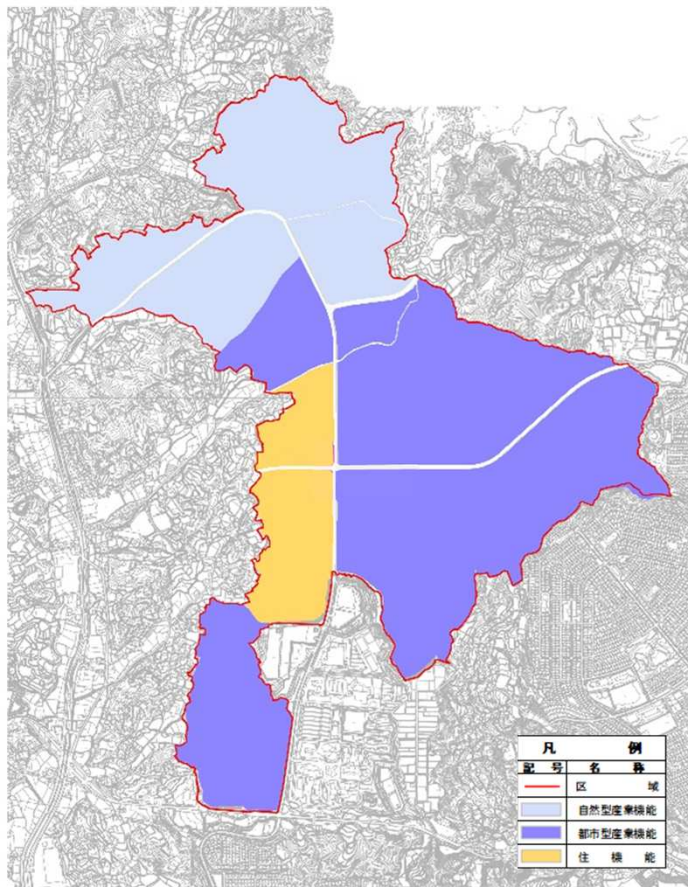 凡 例
記 号 名 称
区 域
自然型産業機能
都市型産業機能
住 機 能